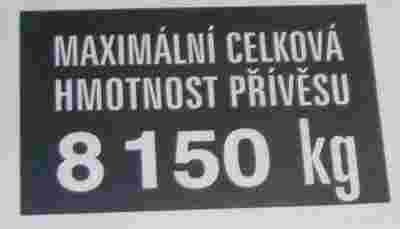 MAXIMÁLNÍ CELKOVÁ
HMOTNOST PŘÍVĚSU
8 150 kg